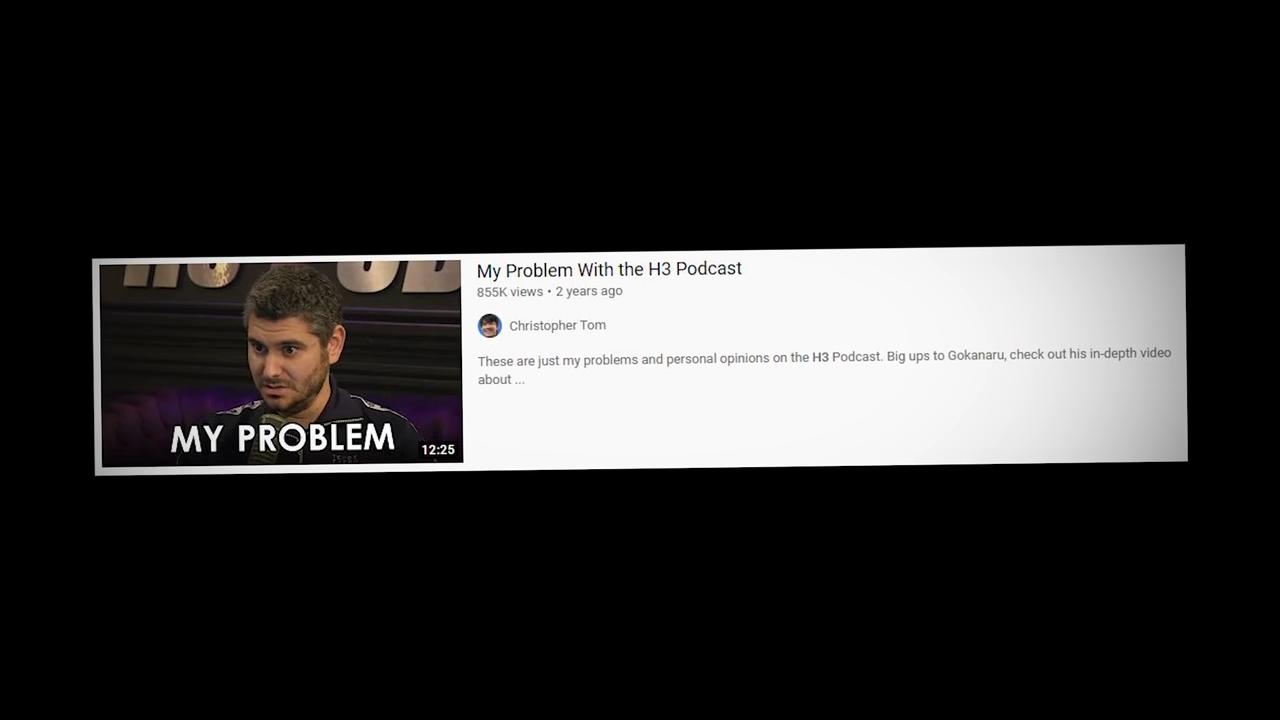 My Problem With the H3 Podcast
855K views • 2 years ago
Christopher Tom
These are just my problems and personal opinions on the H3 Podcast. Big ups to Gokanaru, check out his in-depth video
about ...
MY PROBLEM
12:25